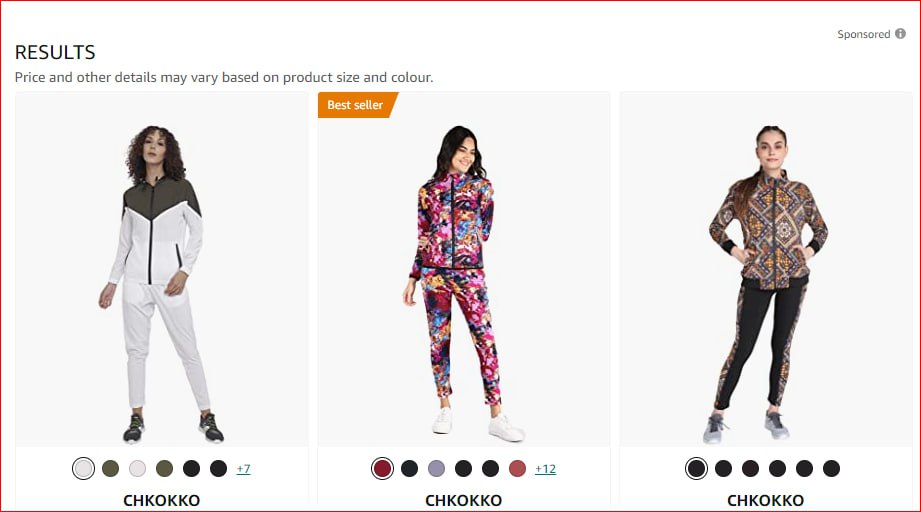 Sponsored
RESULTS
Price and other details may vary based on product size and colour.
Best seller
+7
+12
CHKOKKO
CHKOKKO
CHKOKKO